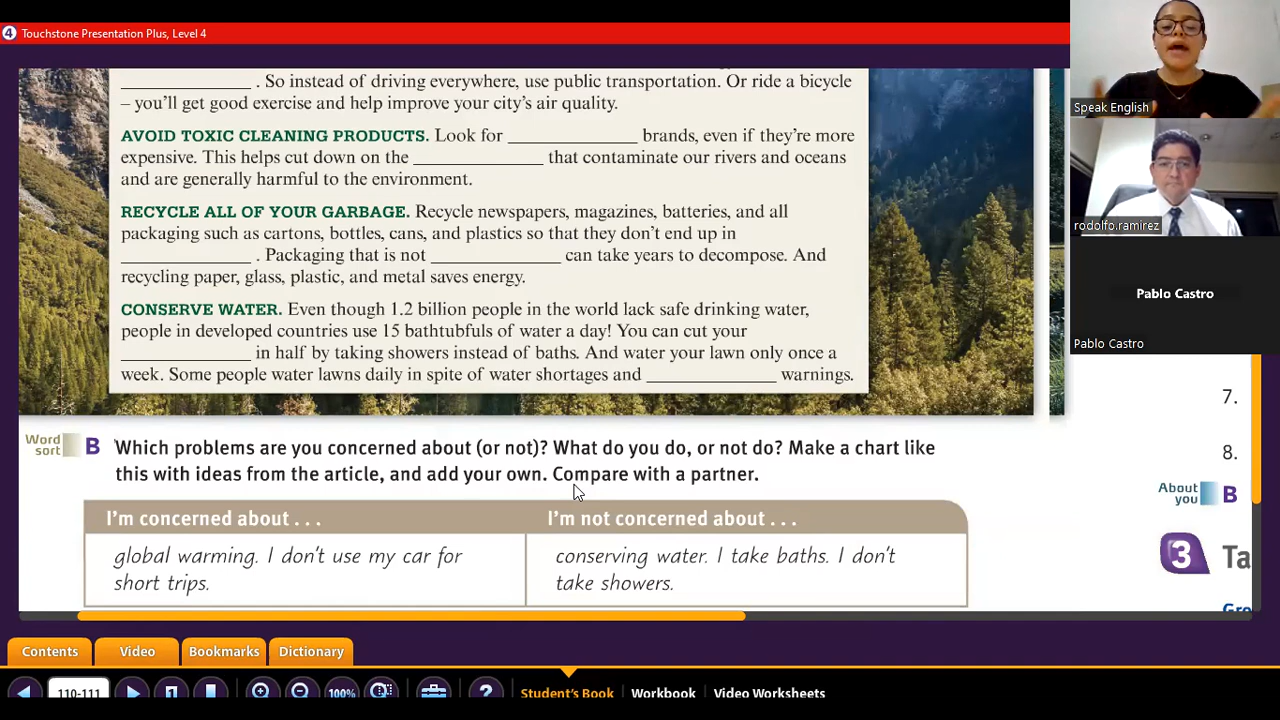 4 Touchstone Presentation Plus, Level 4
____________ . So instead of driving everywhere, use public transportation. Or ride a bicycle
– you'll get good exercise and help improve your city's air quality.
AVOID TOXIC CLEANING PRODUCTS. Look for ____________ brands, even if they're more
expensive. This helps cut down on the ____________ that contaminate our rivers and oceans
and are generally harmful to the environment.
RECYCLE ALL OF YOUR GARBAGE. Recycle newspapers, magazines, batteries, and all
packaging such as cartons, bottles, cans, and plastics so that they don't end up in
____________ . Packaging that is not ____________ can take years to decompose. And
recycling paper, glass, plastic, and metal saves energy.
CONSERVE WATER. Even though 1.2 billion people in the world lack safe drinking water,
people in developed countries use 15 bathtubfuls of water a day! You can cut your
____________ in half by taking showers instead of baths. And water your lawn only once a
week. Some people water lawns daily in spite of water shortages and ____________ warnings.
Word sort B Which problems are you concerned about (or not)? What do you do, or not do? Make a chart like
this with ideas from the article, and add your own. Compare with a partner.
I'm concerned about . . .
I'm not concerned about . . .
global warming. I don't use my car for
short trips.
conserving water. I take baths. I don't
take showers.
Speak English
rodolfo.ramirez
Pablo Castro
Pablo Castro
7.
8.
About you B
3 Ta
Gro
Contents Video Bookmarks Dictionary
110-111 1 100% ? Student's Book Workbook Video Worksheets